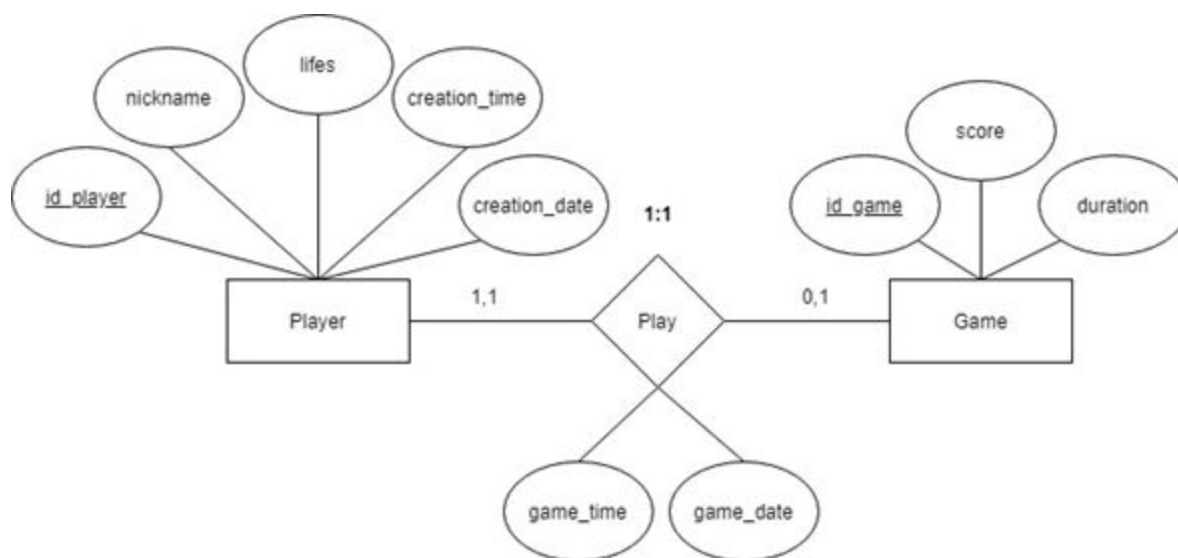 lifes
nickname
creation_time
score
id_player
creation_date
id_game
duration
1:1
Player
1,1
Play
0,1
Game
game_time
game_date